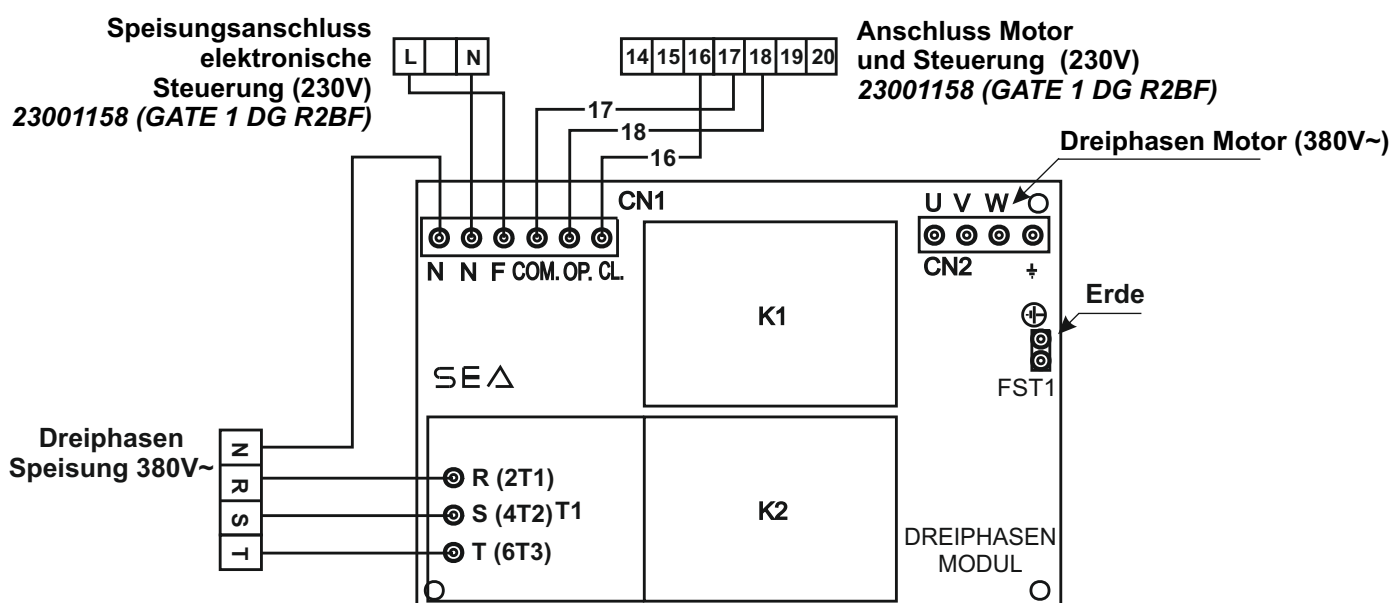 Speisungsanschluss
elektronische
Steuerung (230V)
23001158 (GATE 1 DG R2BF)
L N
14 15 16 17 18 19 20
Anschluss Motor
und Steuerung (230V)
23001158 (GATE 1 DG R2BF)
17
18
16
Dreiphasen Motor (380V~)
CN1
U V W
N N F COM. OP. CL.
CN2
Erde
K1
SEA
FST1
Dreiphasen
Speisung 380V~
N
R
S
T
R (2T1)
S (4T2) T1
T (6T3)
K2
DREIPHASEN
MODUL